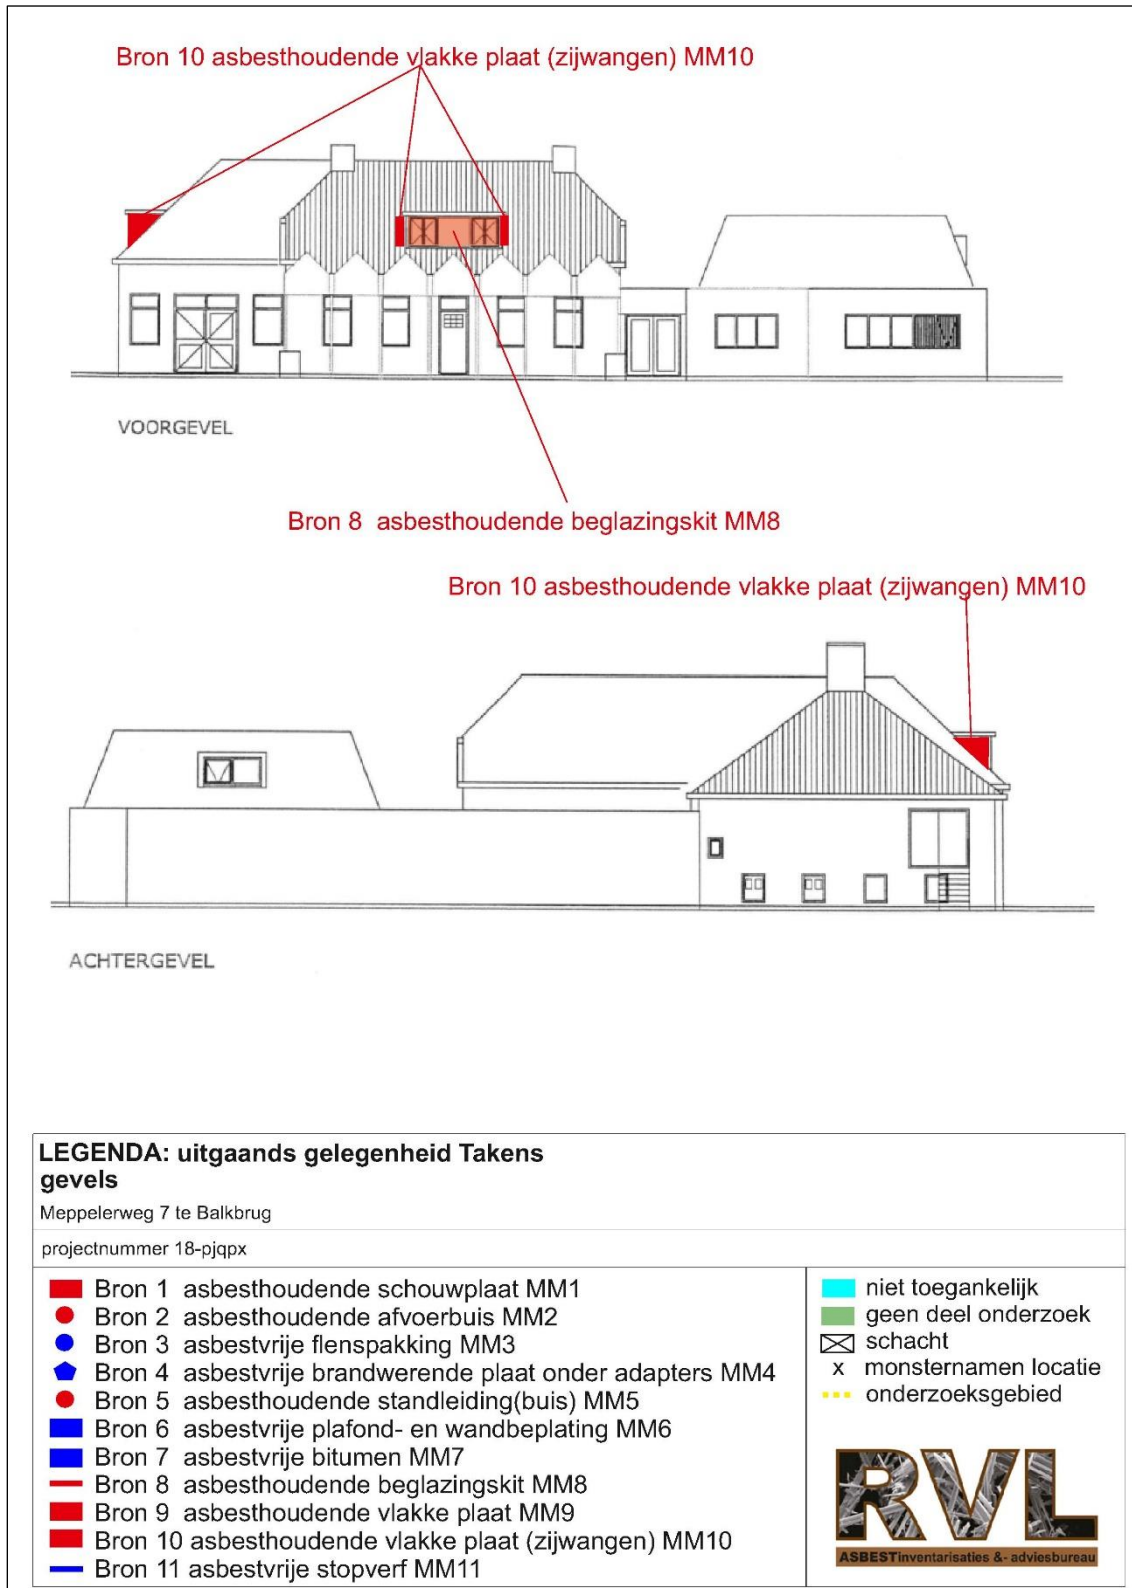 Bron 10 asbesthoudende vlakke plaat (zijwangen) MM10
VOORGEVEL
Bron 8  asbesthoudende beglazingskit MM8
Bron 10 asbesthoudende vlakke plaat (zijwangen) MM10
ACHTERGEVEL
LEGENDA: uitgaands gelegenheid Takens
gevels
Meppelerweg 7 te Balkbrug
projectnummer 18-pjqpx
Bron 1  asbesthoudende schouwplaat MM1
Bron 2  asbesthoudende afvoerbuis MM2
Bron 3  asbestvrije flenspakking MM3
Bron 4  asbestvrije brandwerende plaat onder adapters MM4
Bron 5  asbesthoudende standleiding(buis) MM5
Bron 6  asbestvrije plafond- en wandbeplating MM6
Bron 7  asbestvrije bitumen MM7
Bron 8  asbesthoudende beglazingskit MM8
Bron 9  asbesthoudende vlakke plaat MM9
Bron 10 asbesthoudende vlakke plaat (zijwangen) MM10
Bron 11 asbestvrije stopverf MM11
niet toegankelijk
geen deel onderzoek
schacht
x monsternamen locatie
onderzoeksgebied
RVL
ASBESTinventarisaties &- adviesbureau